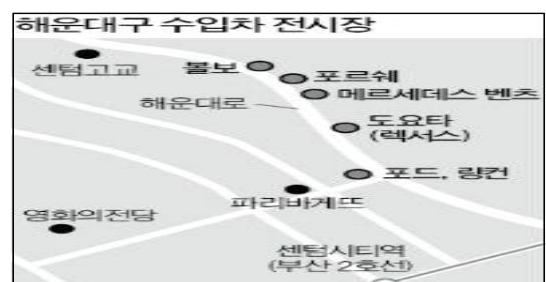 해운대구 수입차 전시장
센텀고교
볼보
포르쉐
메르세데스 벤츠
해운대로
도요타
(렉서스)
포드, 링컨
파리바게뜨
영화의전당
센텀시티역
(부산 2호선)